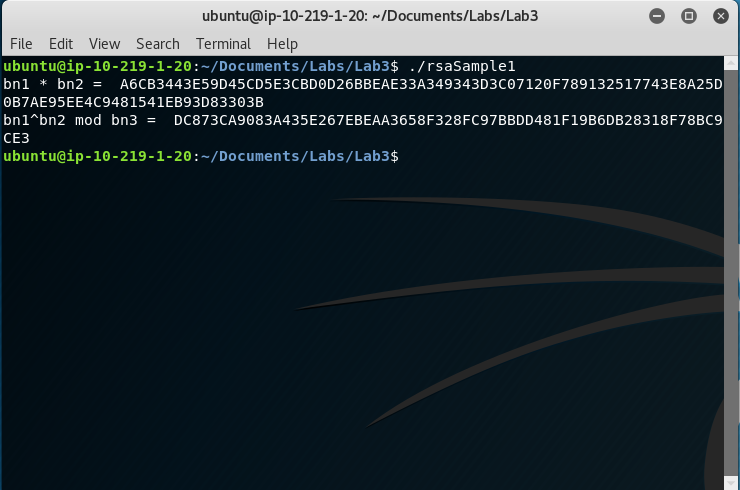 ubuntu@ip-10-219-1-20: ~/Documents/Labs/Lab3
File Edit View Search Terminal Help
ubuntu@ip-10-219-1-20:~/Documents/Labs/Lab3$ ./rsaSample1
bn1 * bn2 =  A6CB3443E59D45CD5E3CBD0D26BBEAE33A349343D3C07120F789132517743E8A25D
0B7AE95EE4C9481541EB93D83303B
bn1^bn2 mod bn3 =  DC873CA9083A435E267EBEAA3658F328FC97BBDD481F19B6DB28318F78BC9
CE3
ubuntu@ip-10-219-1-20:~/Documents/Labs/Lab3$